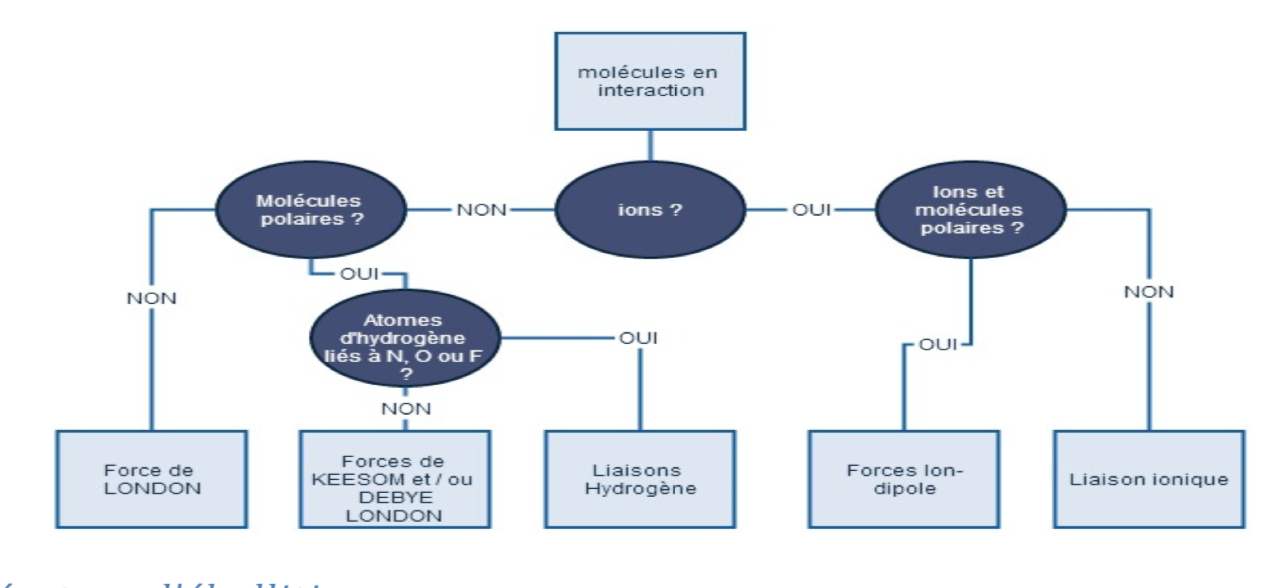 molécules en
interaction
Molécules
polaires ?
NON
ions ?
OUI
Ions et
molécules
polaires ?
OUI
NON
NON
Atomes
d'hydrogène
liés à N, O ou F
?
OUI
OUI
NON
Force de
LONDON
Forces de
KEESOM et / ou
DEBYE
LONDON
Liaisons
Hydrogène
Forces Ion-
dipole
Liaison ionique